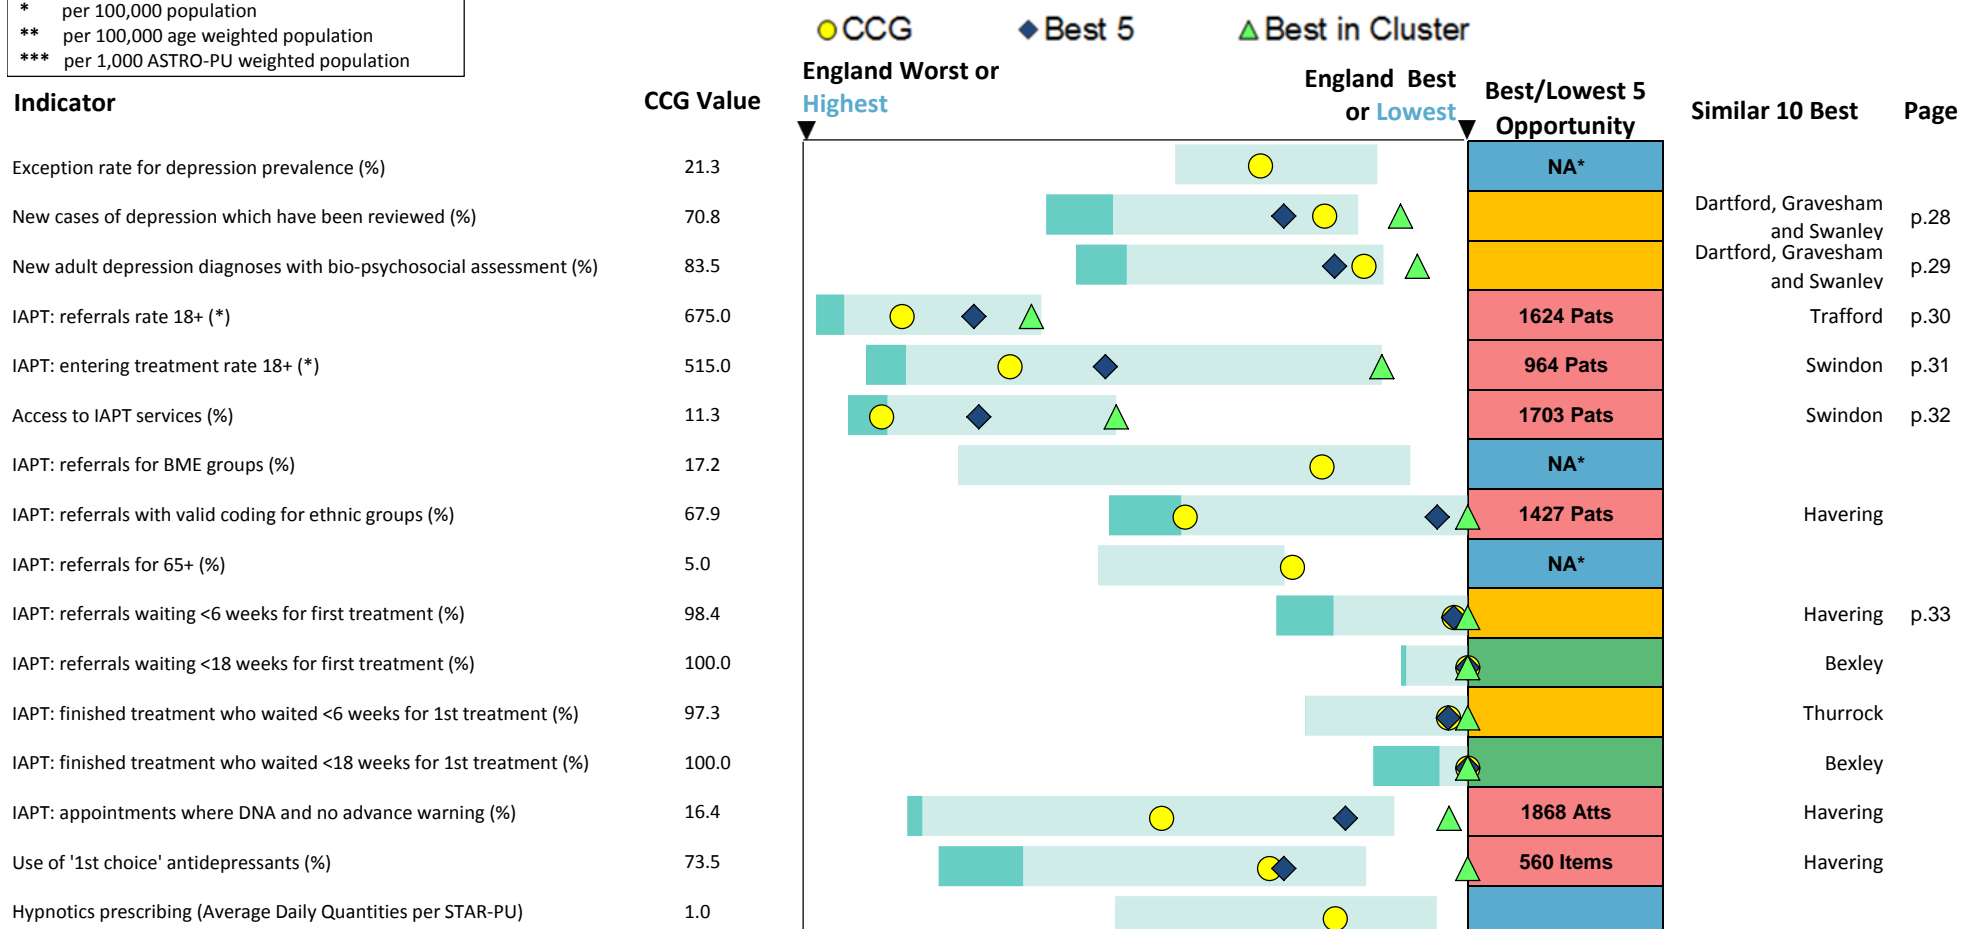 * per 100,000 population
** per 100,000 age weighted population
*** per 1,000 ASTRO-PU weighted population
CCG Best 5 Best in Cluster
Indicator CCG Value England Worst or Highest England Best or Lowest Best/Lowest 5 Opportunity Similar 10 Best Page
Exception rate for depression prevalence (%) 21.3 NA*
New cases of depression which have been reviewed (%) 70.8 Dartford, Gravesham and Swanley p.28
New adult depression diagnoses with bio-psychosocial assessment (%) 83.5 Dartford, Gravesham and Swanley p.29
IAPT: referrals rate 18+ (*) 675.0 1624 Pats Trafford p.30
IAPT: entering treatment rate 18+ (*) 515.0 964 Pats Swindon p.31
Access to IAPT services (%) 11.3 1703 Pats Swindon p.32
IAPT: referrals for BME groups (%) 17.2 NA*
IAPT: referrals with valid coding for ethnic groups (%) 67.9 1427 Pats Havering
IAPT: referrals for 65+ (%) 5.0 NA*
IAPT: referrals waiting <6 weeks for first treatment (%) 98.4 Havering p.33
IAPT: referrals waiting <18 weeks for first treatment (%) 100.0 Bexley
IAPT: finished treatment who waited <6 weeks for 1st treatment (%) 97.3 Thurrock
IAPT: finished treatment who waited <18 weeks for 1st treatment (%) 100.0 Bexley
IAPT: appointments where DNA and no advance warning (%) 16.4 1868 Atts Havering
Use of '1st choice' antidepressants (%) 73.5 560 Items Havering
Hypnotics prescribing (Average Daily Quantities per STAR-PU) 1.0